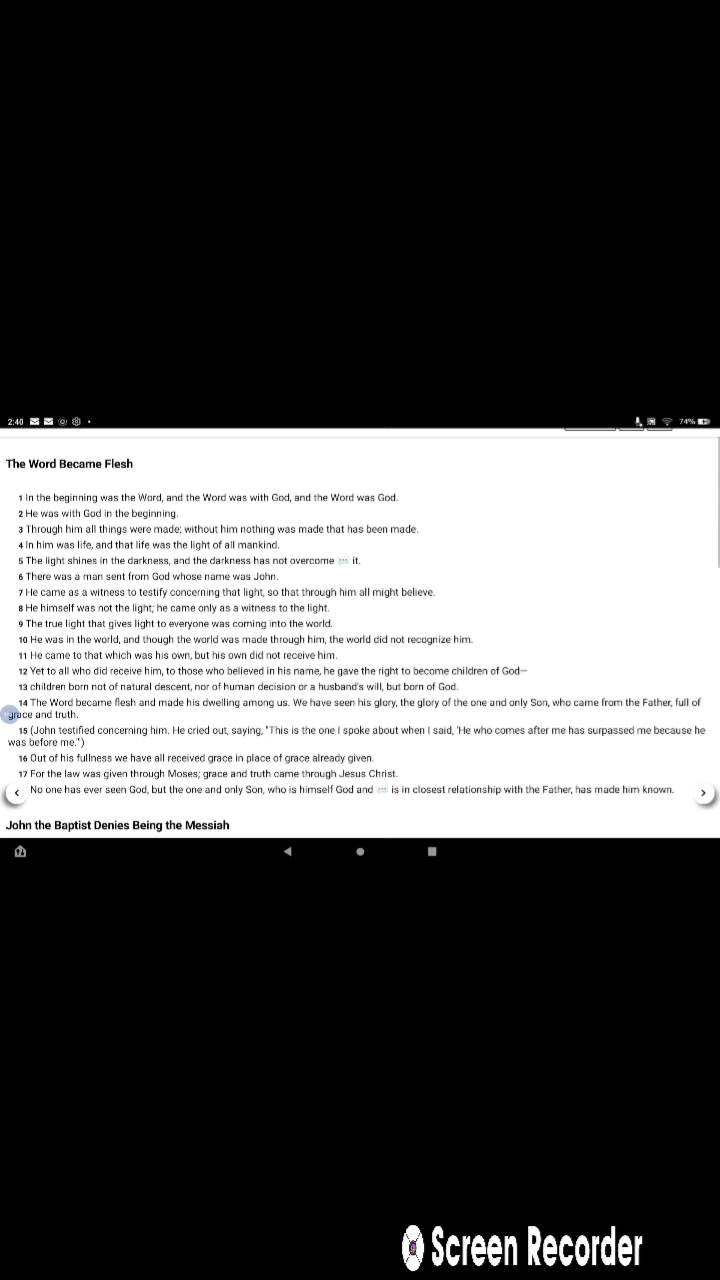 2:40
74%
The Word Became Flesh
1 In the beginning was the Word, and the Word was with God, and the Word was God.
2 He was with God in the beginning.
3 Through him all things were made; without him nothing was made that has been made.
4 In him was life, and that life was the light of all mankind.
5 The light shines in the darkness, and the darkness has not overcome it.
6 There was a man sent from God whose name was John.
7 He came as a witness to testify concerning that light, so that through him all might believe.
8 He himself was not the light; he came only as a witness to the light.
9 The true light that gives light to everyone was coming into the world.
10 He was in the world, and though the world was made through him, the world did not recognize him.
11 He came to that which was his own, but his own did not receive him.
12 Yet to all who did receive him, to those who believed in his name, he gave the right to become children of God—
13 children born not of natural descent, nor of human decision or a husband's will, but born of God.
14 The Word became flesh and made his dwelling among us. We have seen his glory, the glory of the one and only Son, who came from the Father, full of
grace and truth.
15 (John testified concerning him. He cried out, saying, "This is the one I spoke about when I said, 'He who comes after me has surpassed me because he
was before me.'")
16 Out of his fullness we have all received grace in place of grace already given.
17 For the law was given through Moses; grace and truth came through Jesus Christ.
No one has ever seen God, but the one and only Son, who is himself God and is in closest relationship with the Father, has made him known.
John the Baptist Denies Being the Messiah
Screen Recorder